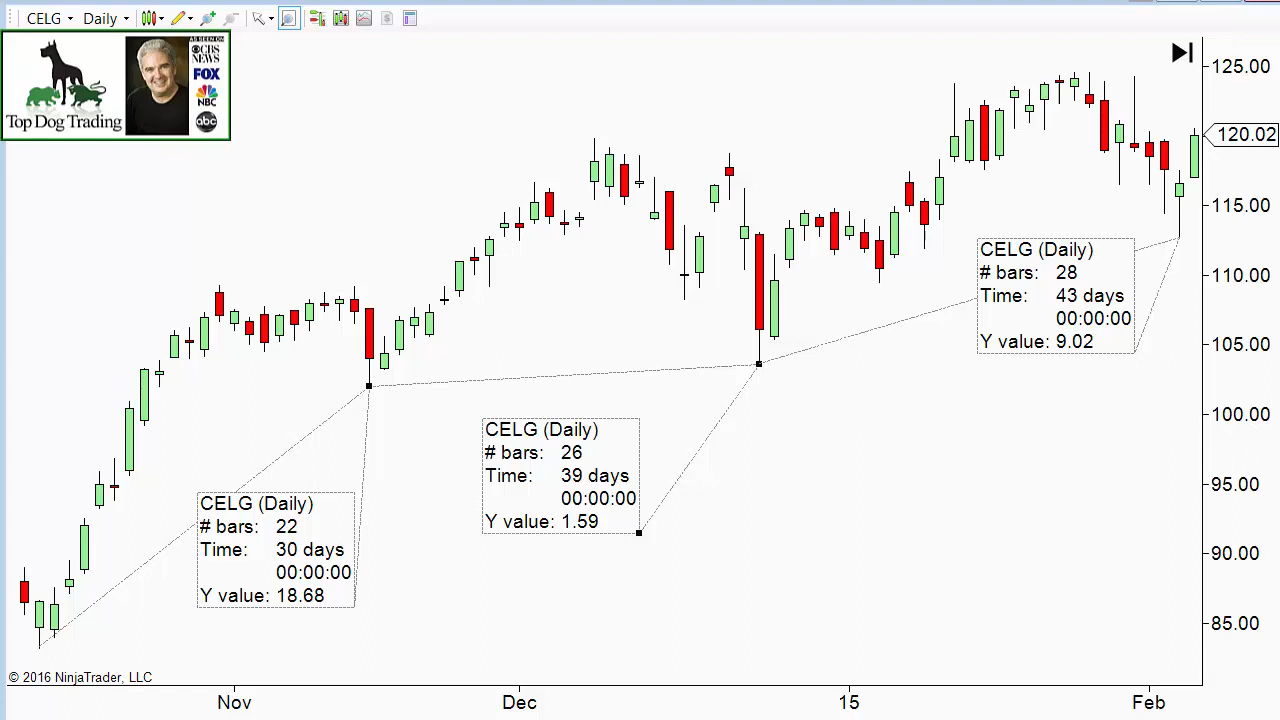 CELG Daily
AS SEEN ON
CBS
NEWS
FOX
NBC
abc
Top Dog Trading
125.00
120.02
115.00
110.00
105.00
100.00
95.00
90.00
85.00
CELG (Daily)
# bars: 28
Time: 43 days
00:00:00
Y value: 9.02
CELG (Daily)
# bars: 26
Time: 39 days
00:00:00
Y value: 1.59
CELG (Daily)
# bars: 22
Time: 30 days
00:00:00
Y value: 18.68
© 2016 NinjaTrader, LLC
Nov Dec 15 Feb